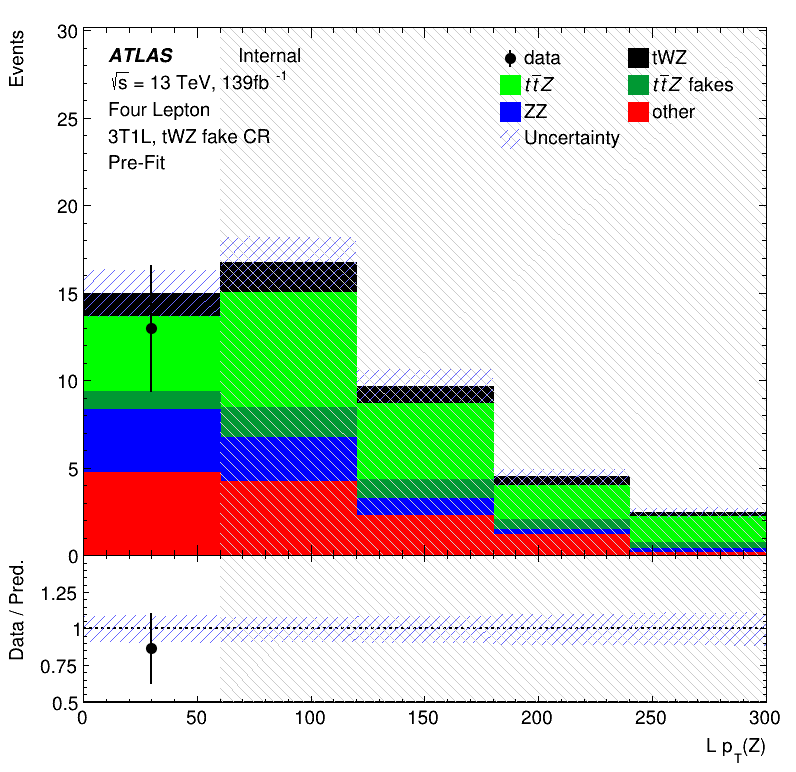 Events
30
25
20
15
10
5
0
ATLAS Internal
√s = 13 TeV, 139fb⁻¹
Four Lepton
3T1L, tWZ fake CR
Pre-Fit
data
tWZ
tt̄Z
tt̄Z fakes
ZZ
other
Uncertainty
Data / Pred.
1.25
1
0.75
0.5
0 50 100 150 200 250 300
L p_T(Z)